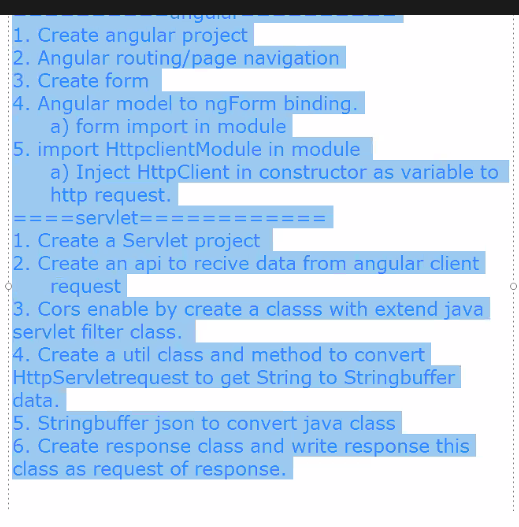 ============angular============
1. Create angular project
2. Angular routing/page navigation
3. Create form
4. Angular model to ngForm binding.
a) form import in module
5. import HttpclientModule in module
a) Inject HttpClient in constructor as variable to
http request.
====servlet============
1. Create a Servlet project
2. Create an api to recive data from angular client
request
3. Cors enable by create a classs with extend java
servlet filter class.
4. Create a util class and method to convert
HttpServletrequest to get String to Stringbuffer
data.
5. Stringbuffer json to convert java class
6. Create response class and write response this
class as request of response.